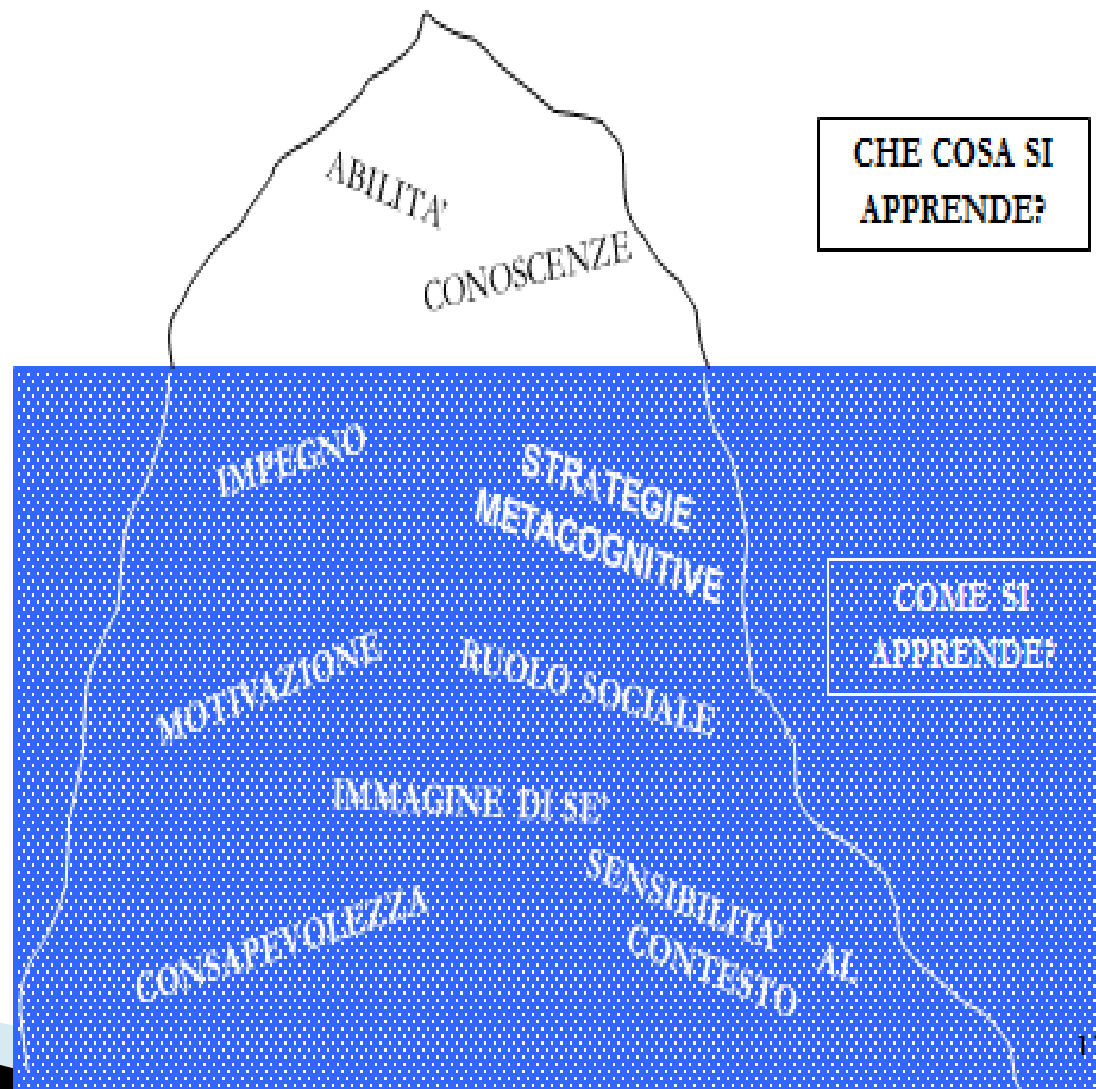 ABILITA'
CONOSCENZE
CHE COSA SI
APPRENDE?
IMPEGNO
STRATEGIE
METACOGNITIVE
COME SI
APPRENDE?
MOTIVAZIONE
RUOLO SOCIALE
IMMAGINE DI SE'
CONSAPEVOLEZZA
SENSIBILITA' AL
CONTESTO